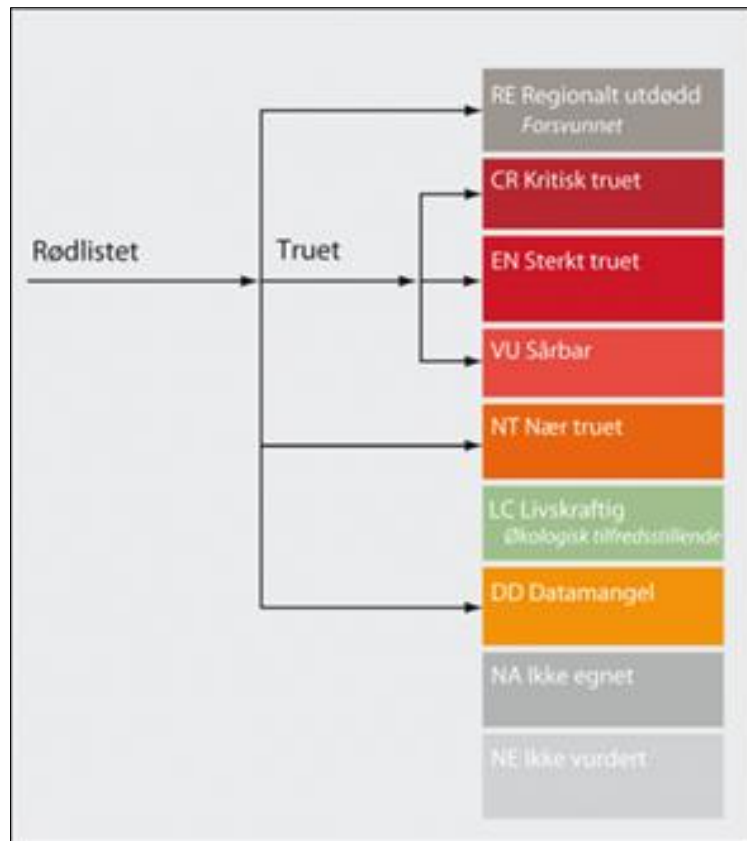 Rødlistet
Truet
RE Regionalt utdødd
Forsvunnet
CR Kritisk truet
EN Sterkt truet
VU Sårbar
NT Nær truet
LC Livskraftig
Økologisk tilfredsstillende
DD Datamangel
NA Ikke egnet
NE Ikke vurdert